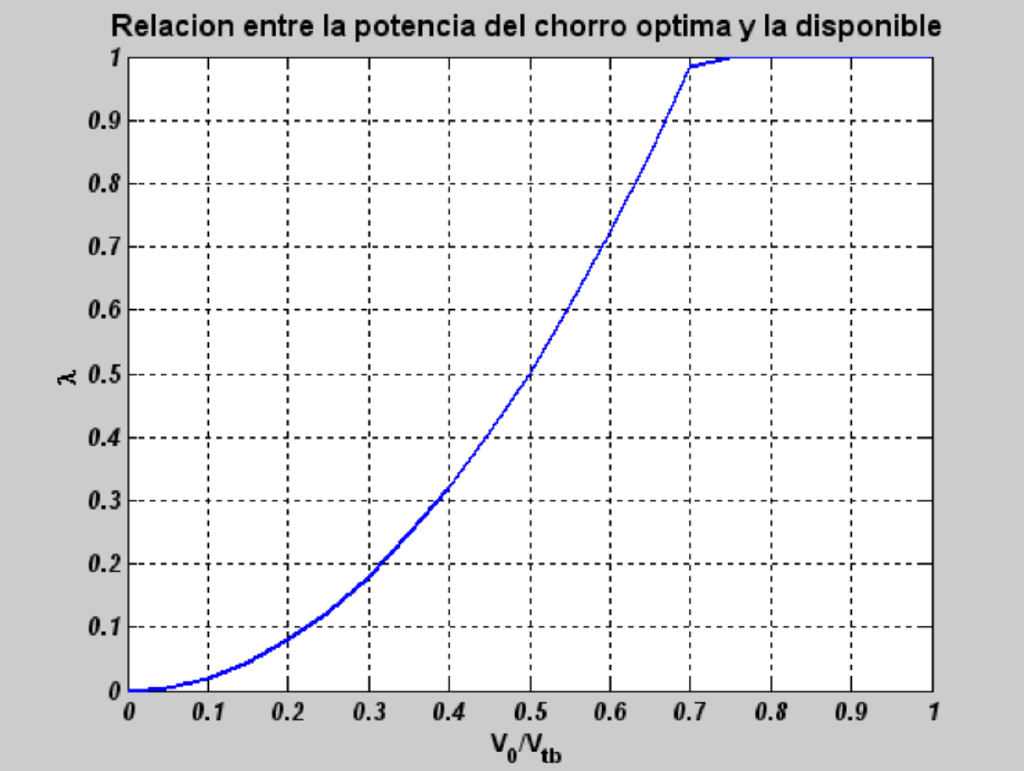 Relacion entre la potencia del chorro optima y la disponible
1
0.9
0.8
0.7
0.6
0.5
0.4
0.3
0.2
0.1
0
λ
0 0.1 0.2 0.3 0.4 0.5 0.6 0.7 0.8 0.9 1
V0/Vtb